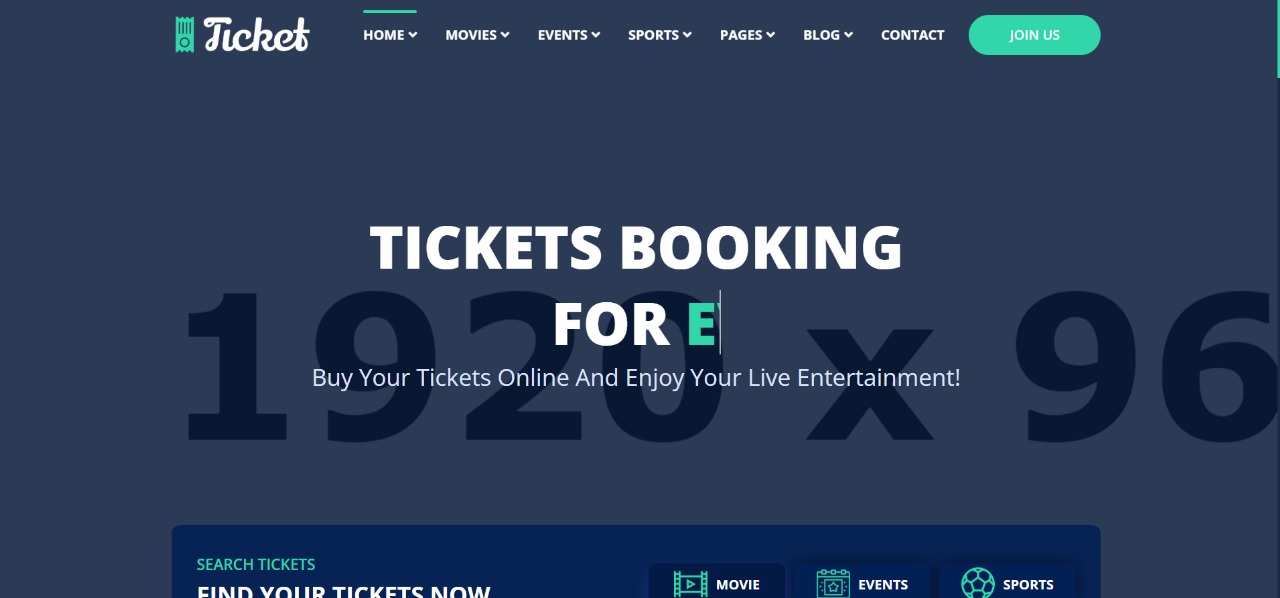 Ticket
HOME MOVIES EVENTS SPORTS PAGES BLOG CONTACT JOIN US
TICKETS BOOKING
FOR E
1920 x 96
Buy Your Tickets Online And Enjoy Your Live Entertainment!
SEARCH TICKETS
FIND YOUR TICKETS NOW
MOVIE EVENTS SPORTS